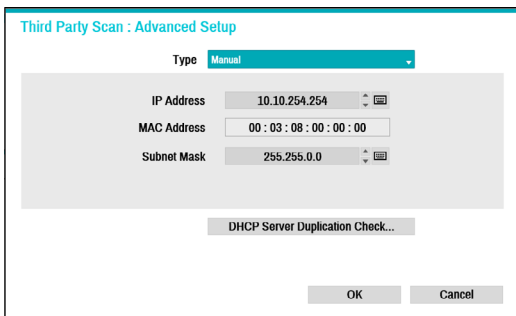 Third Party Scan : Advanced Setup
Type Manual
IP Address 10.10.254.254
MAC Address 00 : 03 : 08 : 00 : 00 : 00
Subnet Mask 255.255.0.0
DHCP Server Duplication Check...
OK Cancel